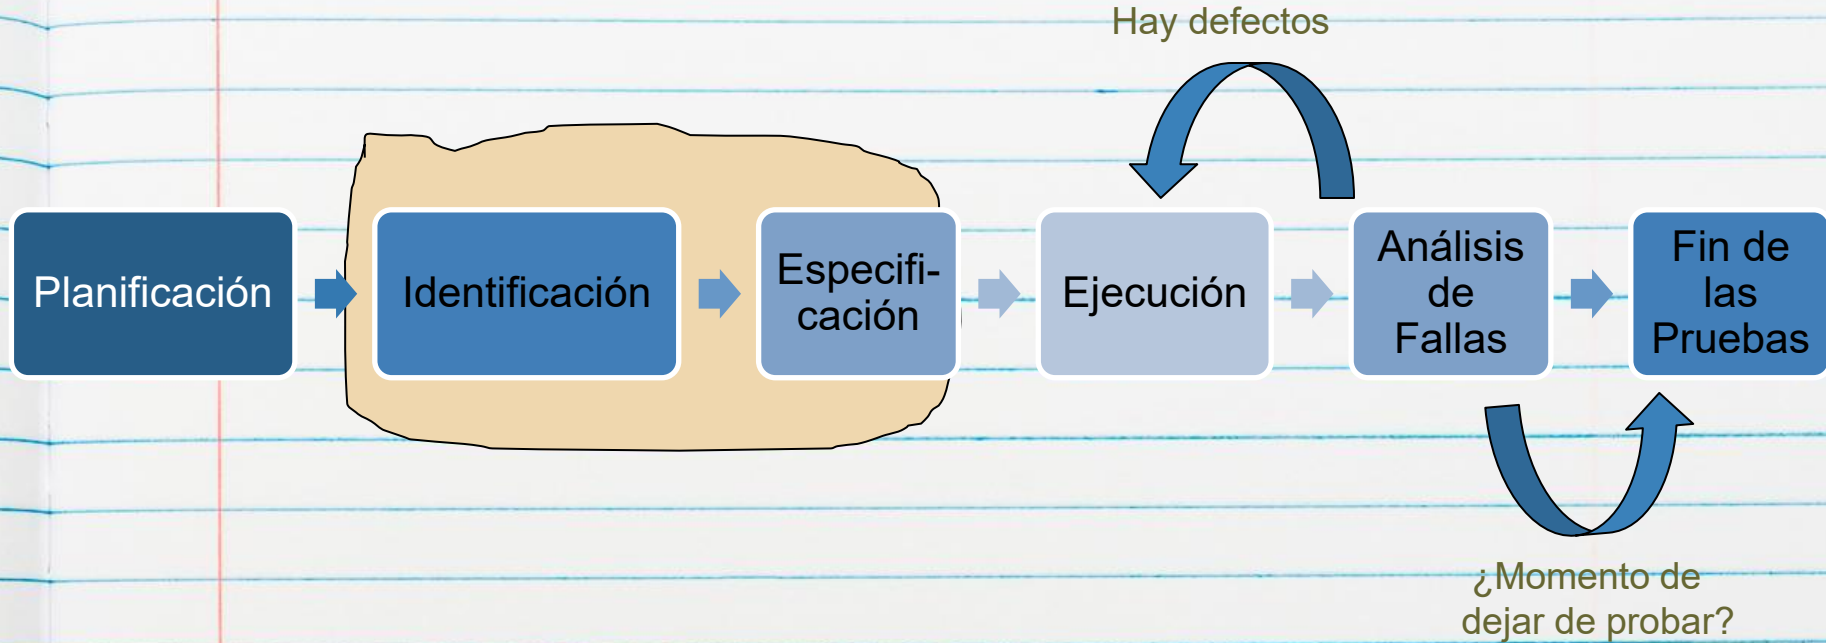 Hay defectos
Planificación
Identificación
Especifi-
cación
Ejecución
Análisis
de
Fallas
Fin de
las
Pruebas
¿Momento de
dejar de probar?